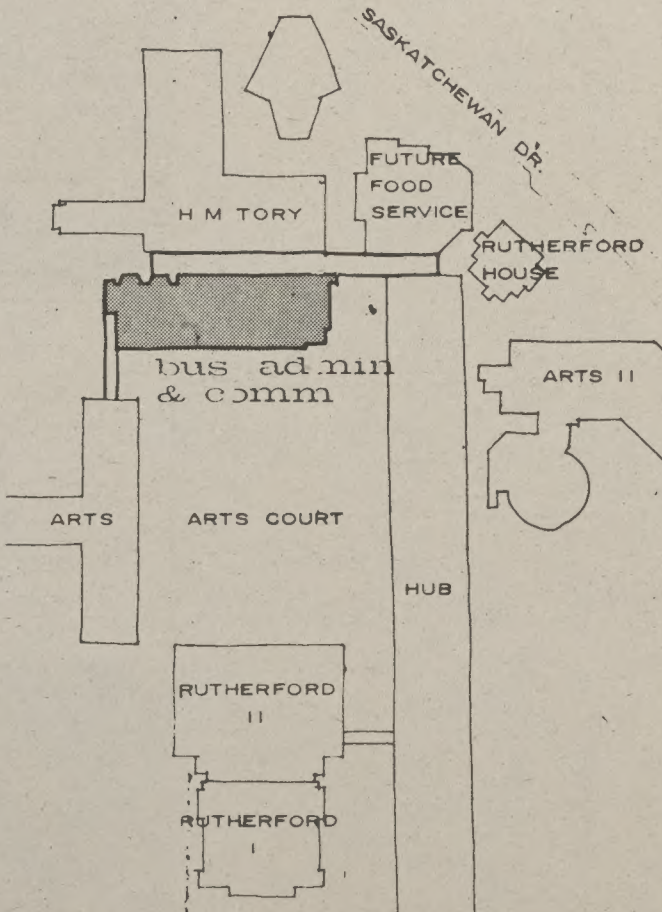 SASKATCHEWAN DR.
H M TORY
FUTURE
FOOD
SERVICE
RUTHERFORD
HOUSE
bus admin
& comm
ARTS II
ARTS
ARTS COURT
HUB
RUTHERFORD
II
RUTHERFORD
I